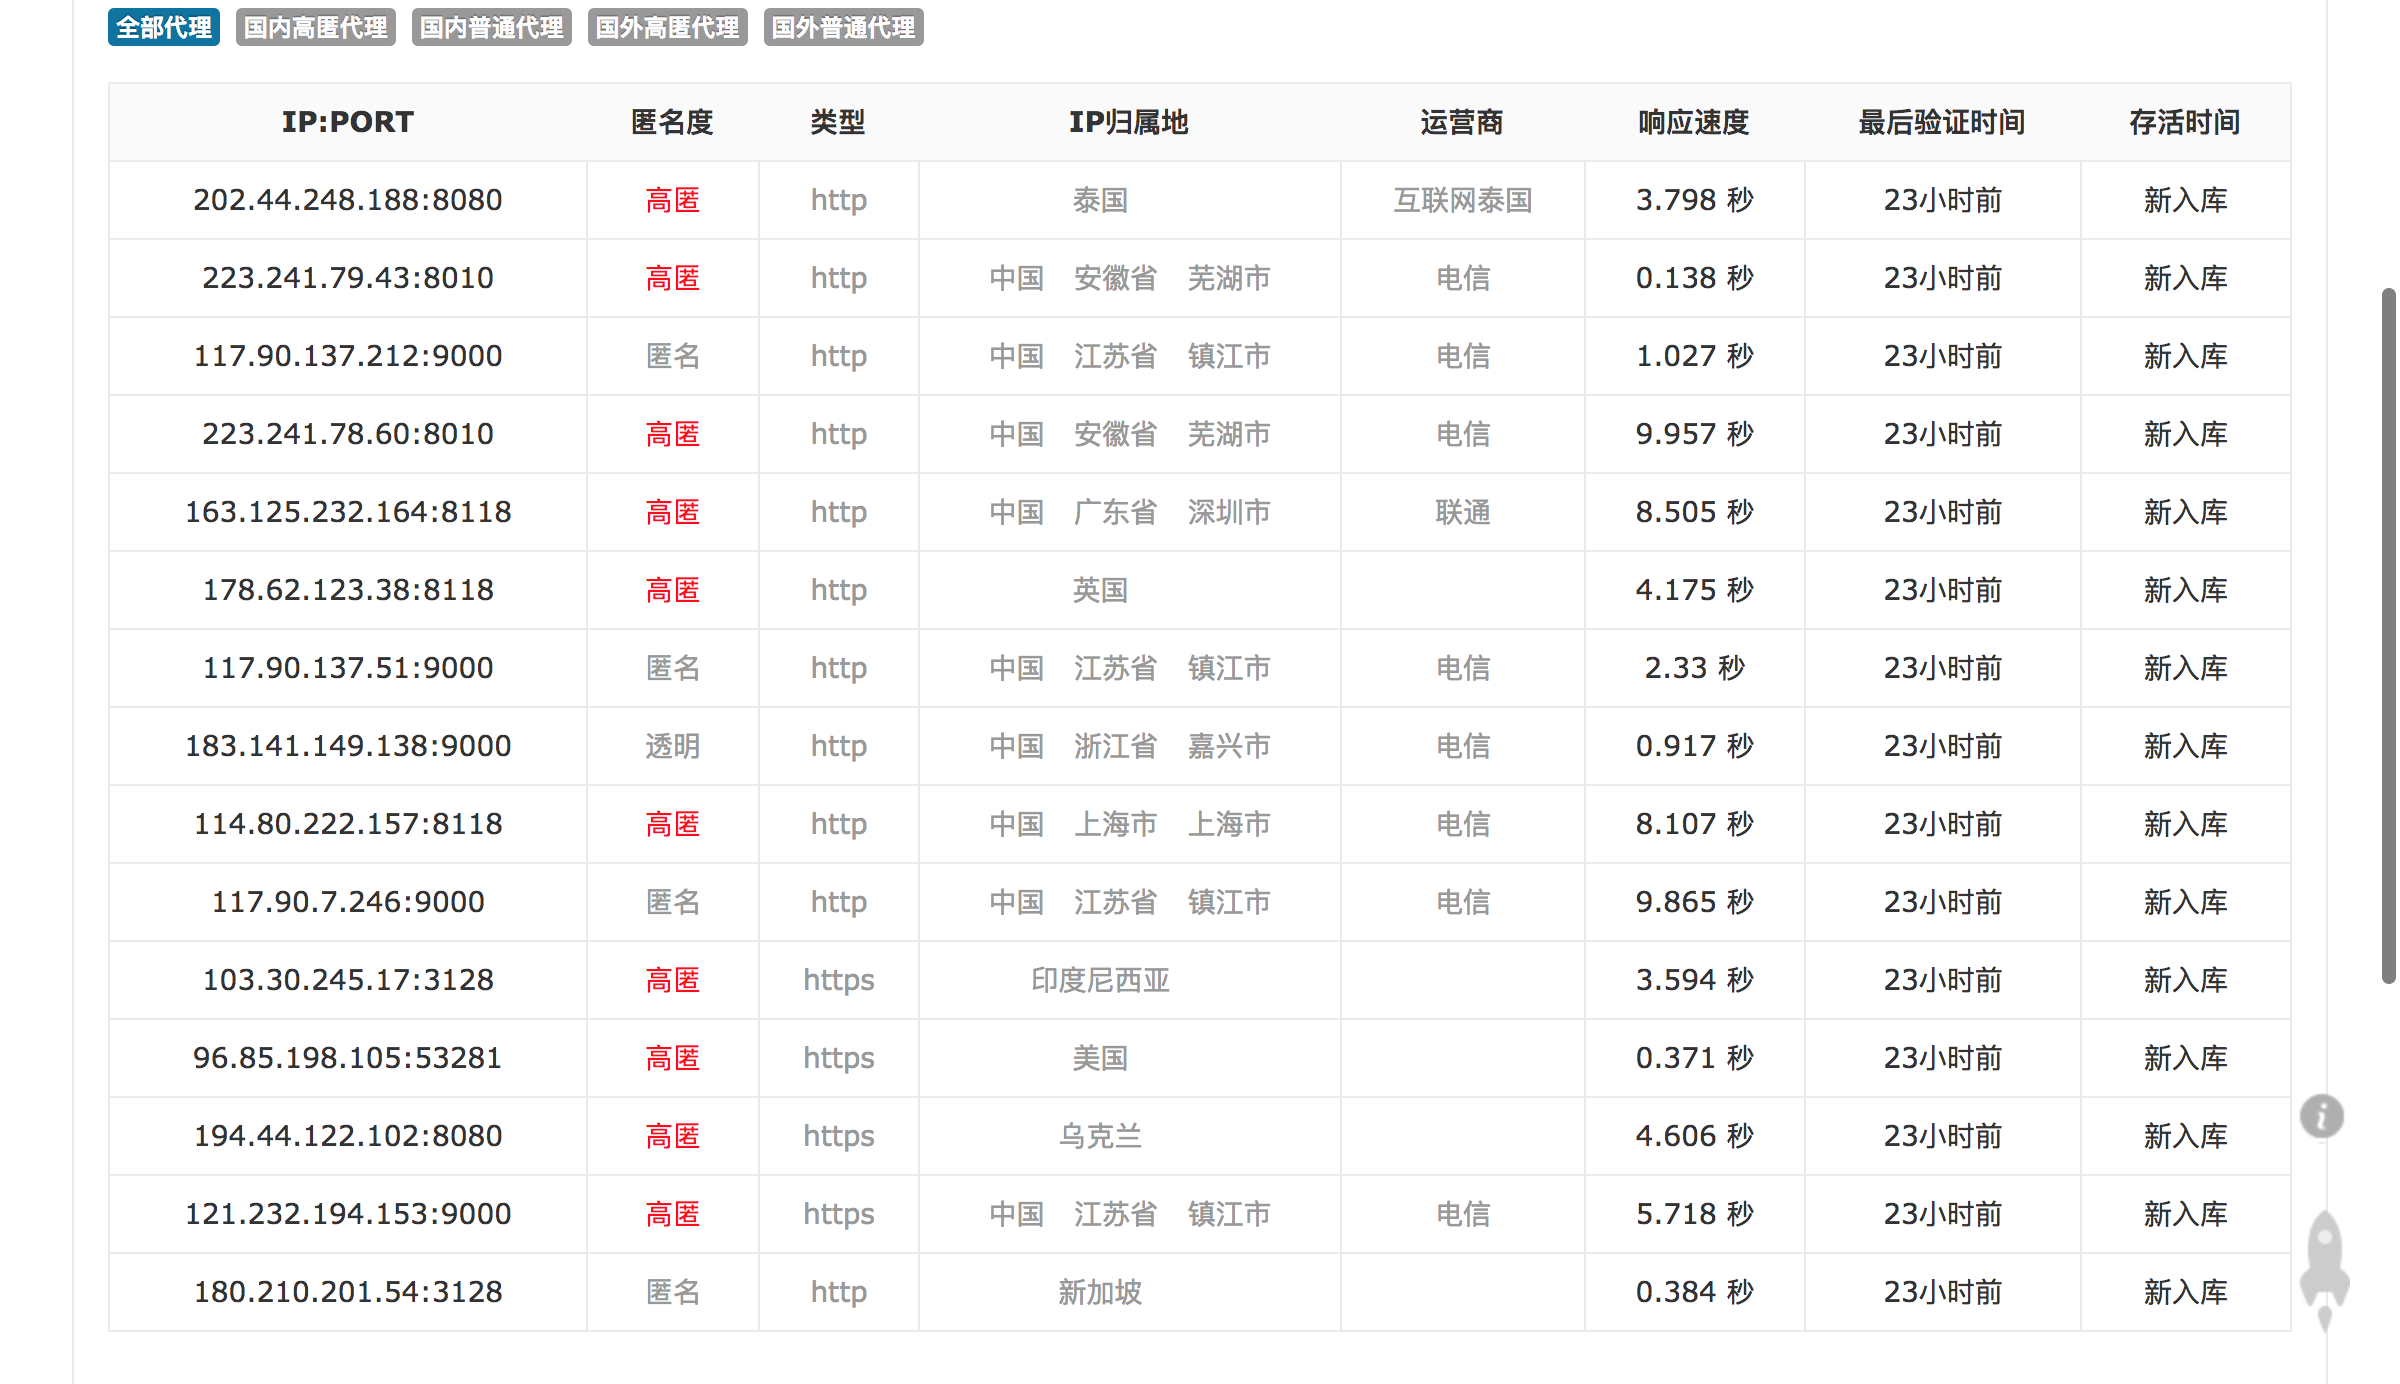 全部代理 国内高匿代理 国内普通代理 国外高匿代理 国外普通代理
IP:PORT 匿名度 类型 IP归属地 运营商 响应速度 最后验证时间 存活时间
202.44.248.188:8080 高匿 http 泰国 互联网泰国 3.798 秒 23小时前 新入库
223.241.79.43:8010 高匿 http 中国 安徽省 芜湖市 电信 0.138 秒 23小时前 新入库
117.90.137.212:9000 匿名 http 中国 江苏省 镇江市 电信 1.027 秒 23小时前 新入库
223.241.78.60:8010 高匿 http 中国 安徽省 芜湖市 电信 9.957 秒 23小时前 新入库
163.125.232.164:8118 高匿 http 中国 广东省 深圳市 联通 8.505 秒 23小时前 新入库
178.62.123.38:8118 高匿 http 英国 4.175 秒 23小时前 新入库
117.90.137.51:9000 匿名 http 中国 江苏省 镇江市 电信 2.33 秒 23小时前 新入库
183.141.149.138:9000 透明 http 中国 浙江省 嘉兴市 电信 0.917 秒 23小时前 新入库
114.80.222.157:8118 高匿 http 中国 上海市 上海市 电信 8.107 秒 23小时前 新入库
117.90.7.246:9000 匿名 http 中国 江苏省 镇江市 电信 9.865 秒 23小时前 新入库
103.30.245.17:3128 高匿 https 印度尼西亚 3.594 秒 23小时前 新入库
96.85.198.105:53281 高匿 https 美国 0.371 秒 23小时前 新入库
194.44.122.102:8080 高匿 https 乌克兰 4.606 秒 23小时前 新入库
121.232.194.153:9000 高匿 https 中国 江苏省 镇江市 电信 5.718 秒 23小时前 新入库
180.210.201.54:3128 匿名 http 新加坡 0.384 秒 23小时前 新入库